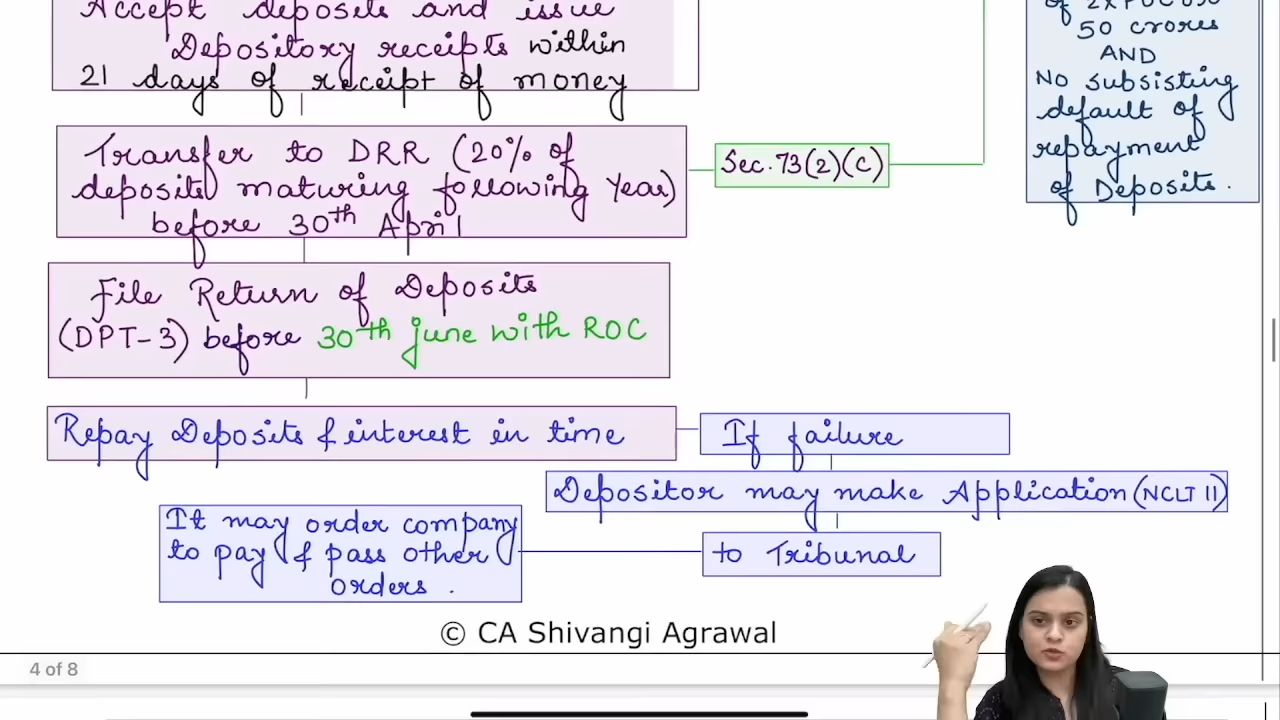 Accept deposits and issue
Depository receipts within
21 days of receipt of money
Transfer to DRR (20% of
deposits maturing following Year)
before 30th April
Sec. 73(2)(c)
of 2xPUC
50 crores
AND
No subsisting
default of
repayment
of Deposits.
File Return of Deposits
(DPT-3) before 30th june with ROC
Repay Deposits & interest in time
If failure
Depositor may make Application (NCLT 11)
to Tribunal
It may order company
to pay & pass other
orders.
© CA Shivangi Agrawal
4 of 8